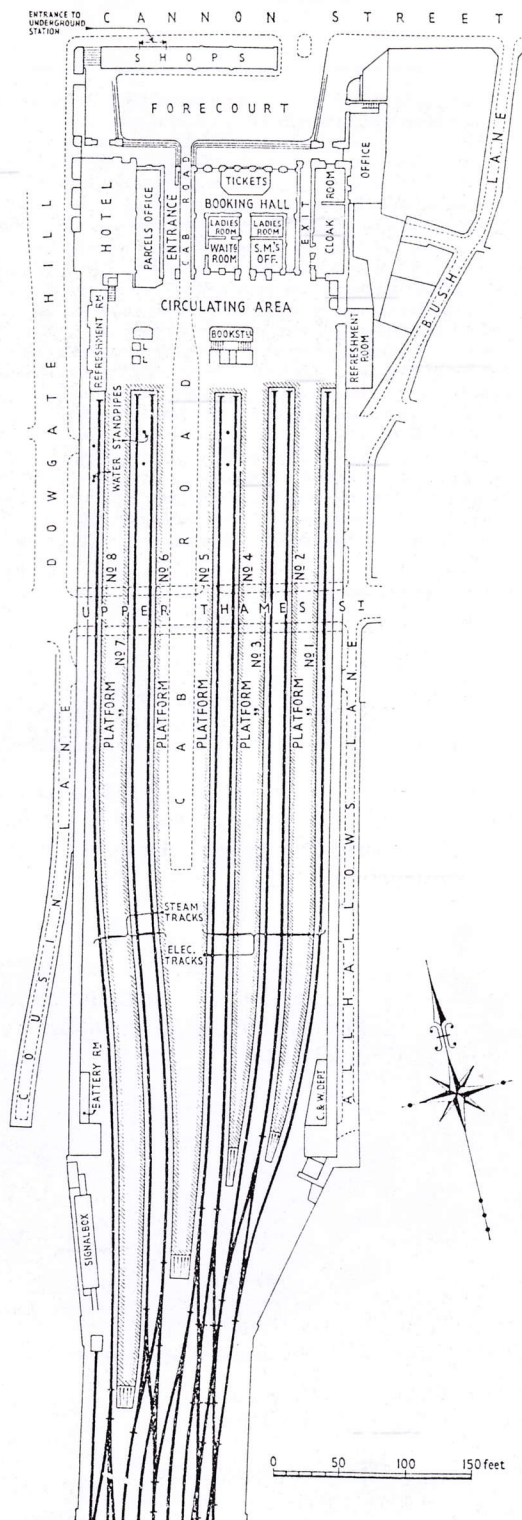 CANNON STREET
ENTRANCE TO
UNDERGROUND
STATION
SHOPS
FORECOURT
HOTEL
PARCELS OFFICE
ENTRANCE
CAB ROAD
TICKETS
BOOKING HALL
LADIES
ROOM
LADIES
ROOM
WAITG
ROOM
S.M.'S
OFF.
EXIT
CLOAK ROOM
OFFICE
BUSH LANE
DOWGATE HILL
CIRCULATING AREA
REFRESHMENT RM
L
L
BOOKSTL
REFRESHMENT
ROOM
WATER STANDPIPES
CAB ROAD
UPPER THAMES ST
PLATFORM No 8
„ No 7
PLATFORM No 6
PLATFORM No 5
PLATFORM No 4
„ No 3
PLATFORM No 2
„ No 1
COUSIN LANE
ALLHALLOWS LANE
STEAM
TRACKS
ELEC.
TRACKS
BATTERY RM
C. & W. DEPT
SIGNALBOX
0 50 100 150 feet